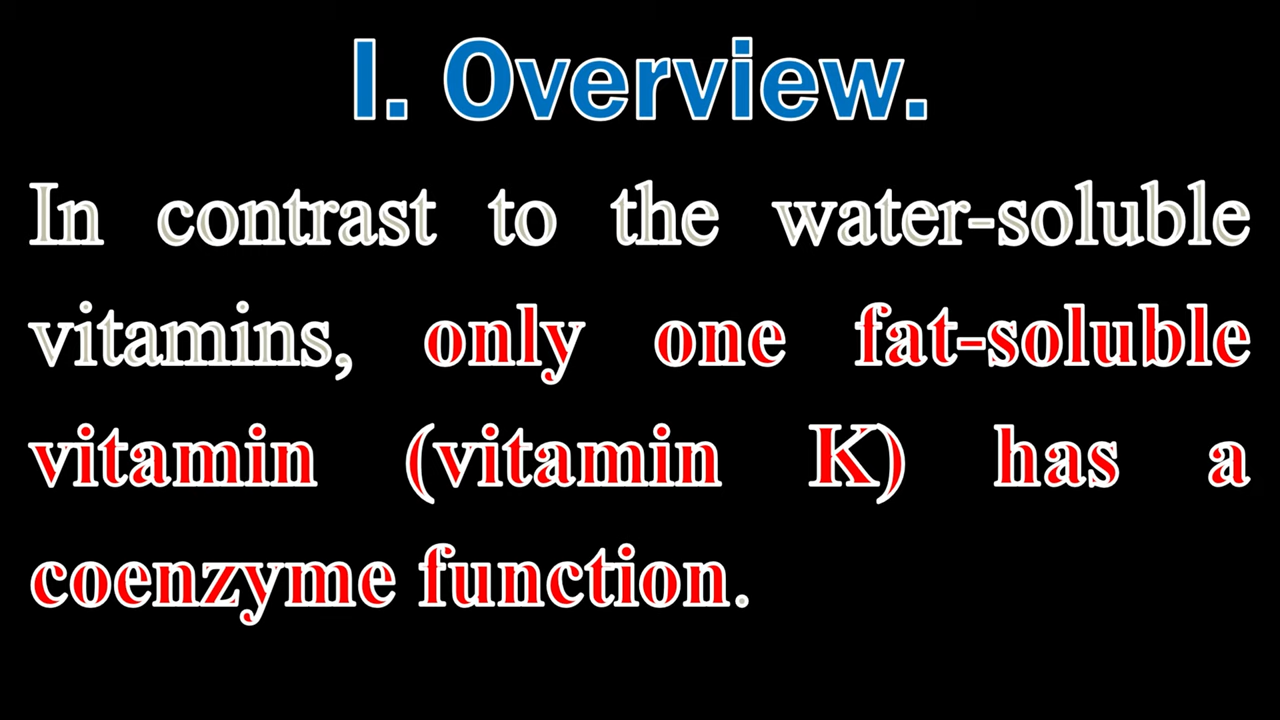 I. Overview.
In contrast to the water-soluble
vitamins, only one fat-soluble
vitamin (vitamin K) has a
coenzyme function.